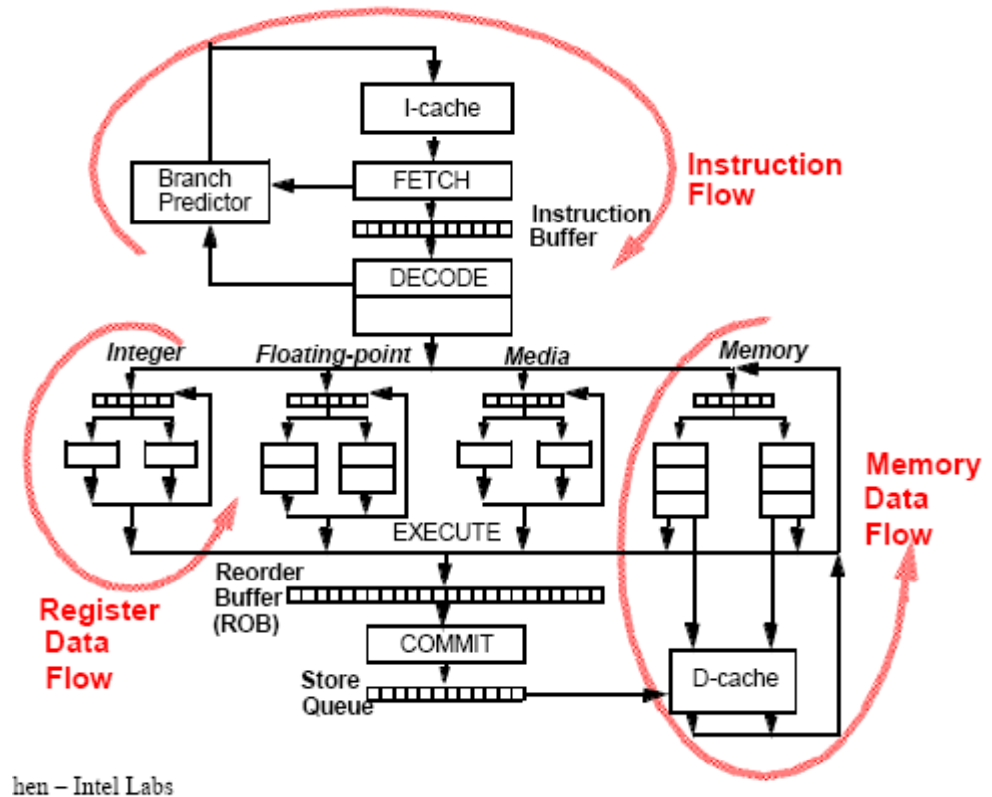 I-cache
Branch
Predictor
FETCH
Instruction
Flow
Instruction
Buffer
DECODE
Integer
Floating-point
Media
Memory
EXECUTE
Memory
Data
Flow
Reorder
Buffer
(ROB)
Register
Data
Flow
COMMIT
Store
Queue
D-cache
hen – Intel Labs